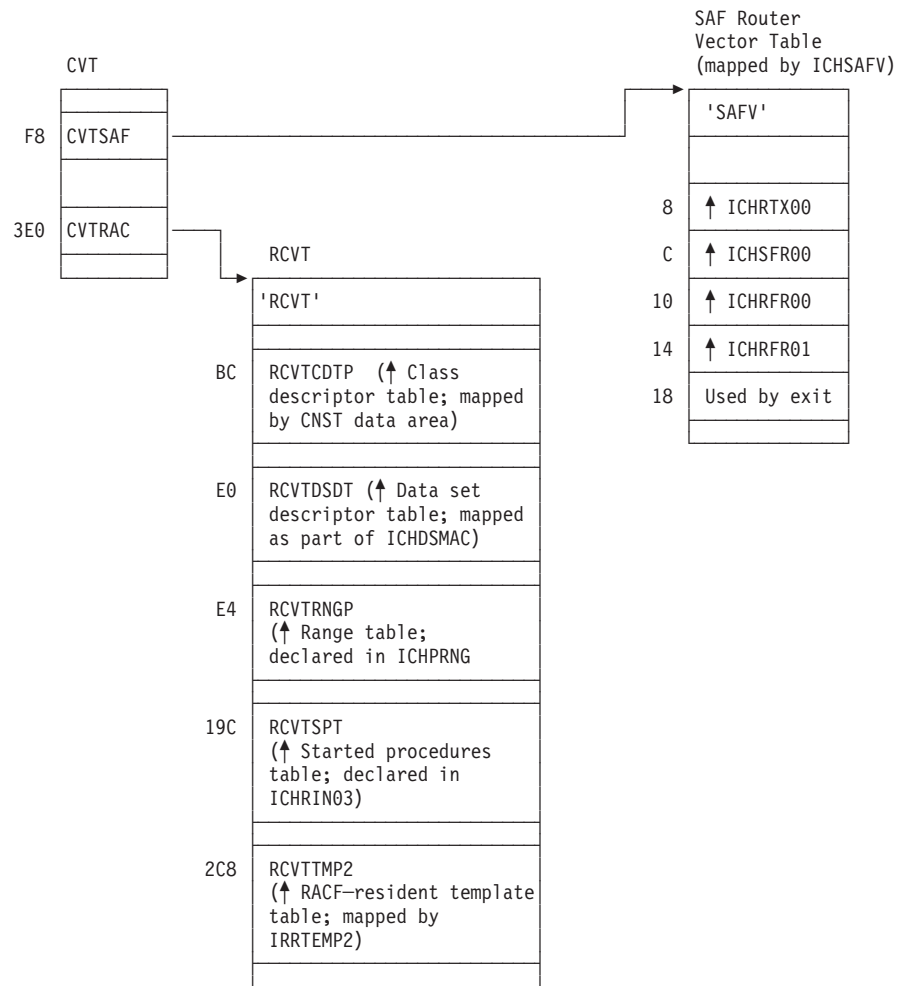 SAF Router
Vector Table
(mapped by ICHSAFV)
CVT
'SAFV'
F8 CVTSAF
8 ↑ ICHRTX00
3E0 CVTRAC
C ↑ ICHSFR00
RCVT
'RCVT'
10 ↑ ICHRFR00
14 ↑ ICHRFR01
BC RCVTCDTP (↑ Class
descriptor table; mapped
by CNST data area)
18 Used by exit
E0 RCVTDSDT (↑ Data set
descriptor table; mapped
as part of ICHDSMAC)
E4 RCVTRNGP
(↑ Range table;
declared in ICHPRNG
19C RCVTSPT
(↑ Started procedures
table; declared in
ICHRIN03)
2C8 RCVTTMP2
(↑ RACF–resident template
table; mapped by
IRRTEMP2)